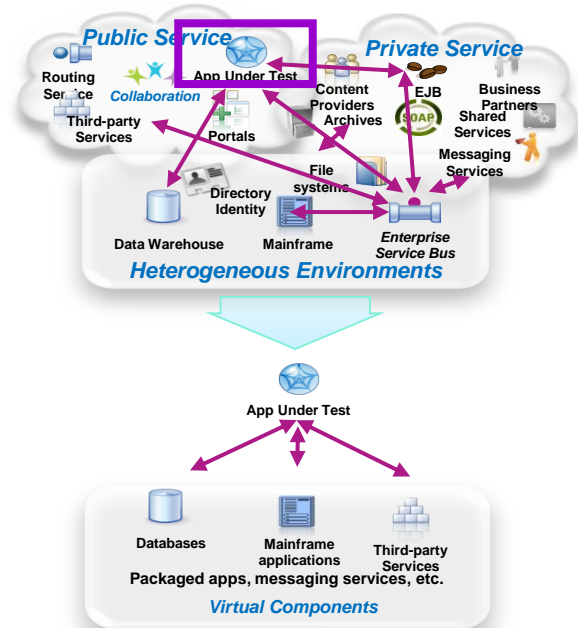 Public Service
Private Service
App Under Test
Routing
Service
Collaboration
Content
Providers
Archives
EJB
SOAP
Business
Partners
Shared
Services
Third-party
Services
Portals
Messaging
Services
File
systems
Directory
Identity
Data Warehouse
Mainframe
Enterprise
Service Bus
Heterogeneous Environments
App Under Test
Databases
Mainframe
applications
Third-party
Services
Packaged apps, messaging services, etc.
Virtual Components